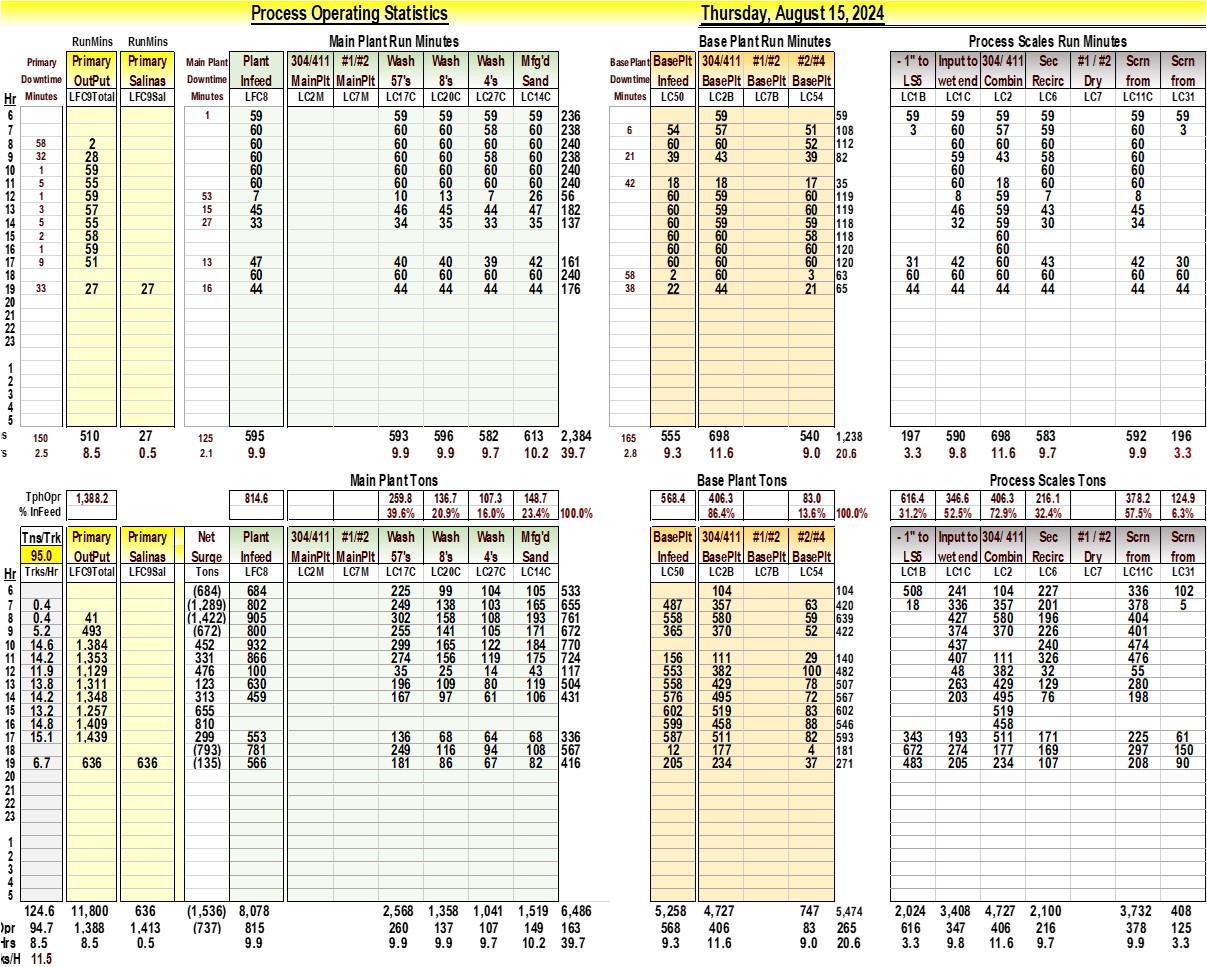 Process Operating Statistics Thursday, August 15, 2024
RunMins RunMins Main Plant Run Minutes Base Plant Run Minutes Process Scales Run Minutes
Primary Primary Primary Main Plant Plant 304/411 #1/#2 Wash Wash Wash Mfg'd Base Plant BasePlt 304/411 #1/#2 #2/#4 - 1" to Input to 304/ 411 Sec #1 / #2 Scrn Scrn
Downtime OutPut Salinas Downtime Infeed MainPlt MainPlt 57's 8's 4's Sand Downtime Infeed BasePlt BasePlt BasePlt LS5 wet end Combin Recirc Dry from from
Hr Minutes LFC9Total LFC9Sal Minutes LFC8 LC2M LC7M LC17C LC20C LC27C LC14C Minutes LC50 LC2B LC7B LC54 LC1B LC1C LC2 LC6 LC7 LC11C LC31
6 1 59 59 59 59 59 236 59 59 59 59 59 59 59 59
7 60 60 60 58 60 238 6 54 57 51 108 3 60 57 59 60 3
8 58 2 60 60 60 60 60 240 60 60 52 112 60 60 60 60
9 32 28 60 60 60 58 60 238 21 39 43 39 82 59 43 58 60
10 1 59 60 60 60 60 60 240 60 60 60
11 5 55 60 60 60 60 60 240 42 18 18 17 35 60 18 60 60
12 1 59 53 7 10 13 7 26 56 60 59 60 119 8 59 7 8
13 3 57 15 45 46 45 44 47 182 60 59 60 119 46 59 43 45
14 5 55 27 33 34 35 33 35 137 60 59 59 118 32 59 30 34
15 2 58 60 60 58 118 60
16 1 59 60 60 60 120 60
17 9 51 13 47 40 40 39 42 161 60 60 60 120 31 42 60 43 42 30
18 60 60 60 60 60 240 58 2 60 3 63 60 60 60 60 60 60
19 33 27 27 16 44 44 44 44 44 176 38 22 44 21 65 44 44 44 44 44 44
20
21
22
23
1
2
3
4
5
s 150 510 27 125 595 593 596 582 613 2,384 165 555 698 540 1,238 197 590 698 583 592 196
s 2.5 8.5 0.5 2.1 9.9 9.9 9.9 9.7 10.2 39.7 2.8 9.3 11.6 9.0 20.6 3.3 9.8 11.6 9.7 9.9 3.3
Main Plant Tons Base Plant Tons Process Scales Tons
TphOpr 1,388.2 814.6 259.8 136.7 107.3 148.7 568.4 406.3 83.0 616.4 346.6 406.3 216.1 378.2 124.9
% InFeed 39.6% 20.9% 16.0% 23.4% 100.0% 86.4% 13.6% 100.0% 31.2% 52.5% 72.9% 32.4% 57.5% 6.3%
Tns/Trk Primary Primary Net Plant 304/411 #1/#2 Wash Wash Wash Mfg'd BasePlt 304/411 #1/#2 #2/#4 - 1" to Input to 304/ 411 Sec #1 / #2 Scrn Scrn
95.0 OutPut Salinas Surge Infeed MainPlt MainPlt 57's 8's 4's Sand Infeed BasePlt BasePlt BasePlt LS5 wet end Combin Recirc Dry from from
Hr Trks/Hr LFC9Total LFC9Sal Tons LFC8 LC2M LC7M LC17C LC20C LC27C LC14C LC50 LC2B LC7B LC54 LC1B LC1C LC2 LC6 LC7 LC11C LC31
6 (684) 684 225 99 104 105 533 104 104 508 241 104 227 336 102
7 0.4 (1,289) 802 249 138 103 165 655 487 357 63 420 18 336 357 201 378 5
8 0.4 41 (1,422) 905 302 158 108 193 761 558 580 59 639 427 580 196 404
9 5.2 493 (672) 800 255 141 105 171 672 365 370 52 422 374 370 226 401
10 14.6 1,384 452 932 299 165 122 184 770 437 240 474
11 14.2 1,353 331 866 274 156 119 175 724 156 111 29 140 407 111 326 476
12 11.9 1,129 476 100 35 25 14 43 117 553 382 100 482 48 382 32 55
13 13.8 1,311 123 630 196 109 80 119 504 558 429 78 507 263 429 129 280
14 14.2 1,348 313 459 167 97 61 106 431 576 495 72 567 203 495 76 198
15 13.2 1,257 655 602 519 83 602 519
16 14.8 1,409 810 599 458 88 546 458
17 15.1 1,439 299 553 136 68 64 68 336 587 511 82 593 343 193 511 171 225 61
18 (793) 781 249 116 94 108 567 12 177 4 181 672 274 177 169 297 150
19 6.7 636 636 (135) 566 181 86 67 82 416 205 234 37 271 483 205 234 107 208 90
20
21
22
23
1
2
3
4
5
124.6 11,800 636 (1,536) 8,078 2,568 1,358 1,041 1,519 6,486 5,258 4,727 747 5,474 2,024 3,408 4,727 2,100 3,732 408
Opr 94.7 1,388 1,413 (737) 815 260 137 107 149 163 568 406 83 265 616 347 406 216 378 125
Hrs 8.5 8.5 0.5 9.9 9.9 9.9 9.7 10.2 39.7 9.3 11.6 9.0 20.6 3.3 9.8 11.6 9.7 9.9 3.3
ks/H 11.5